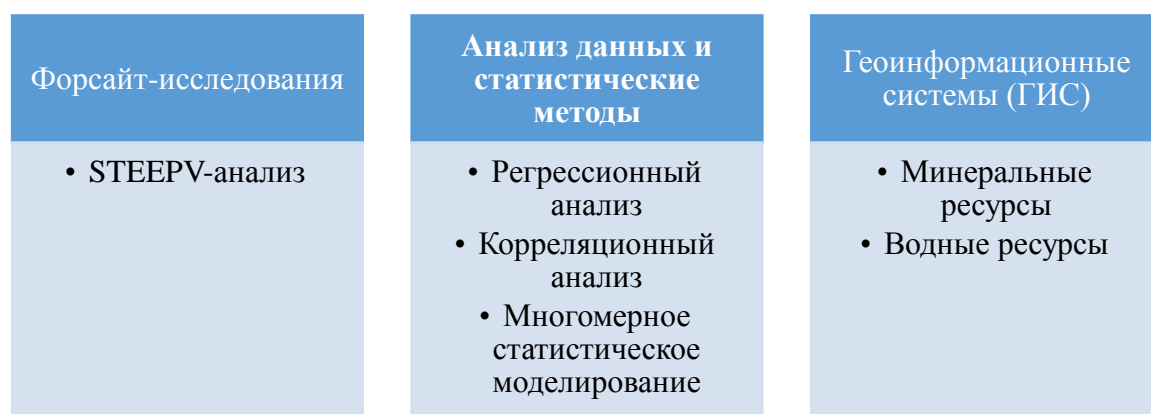 Форсайт-исследования
• STEEPV-анализ
Анализ данных и
статистические
методы
• Регрессионный
анализ
• Корреляционный
анализ
• Многомерное
статистическое
моделирование
Геоинформационные
системы (ГИС)
• Минеральные
ресурсы
• Водные ресурсы